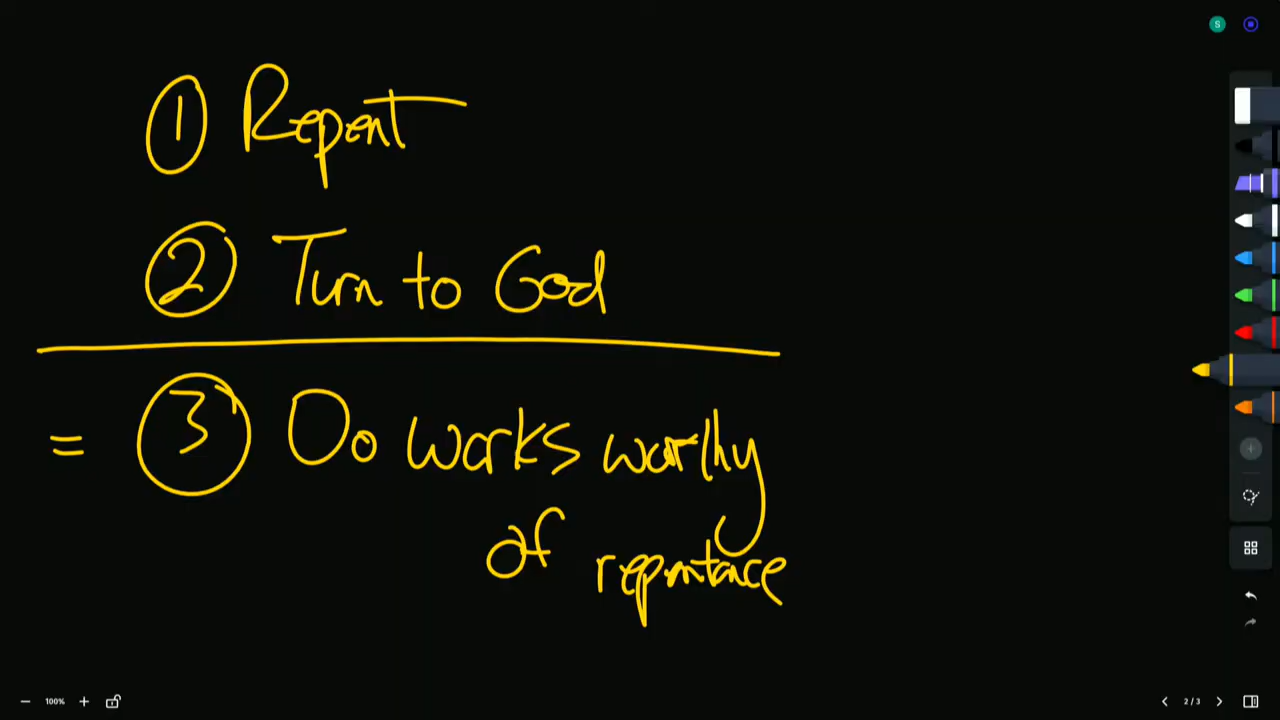 S
① Repent
② Turn to God
= ③ Do works worthy
of repentance
100%
2 / 3